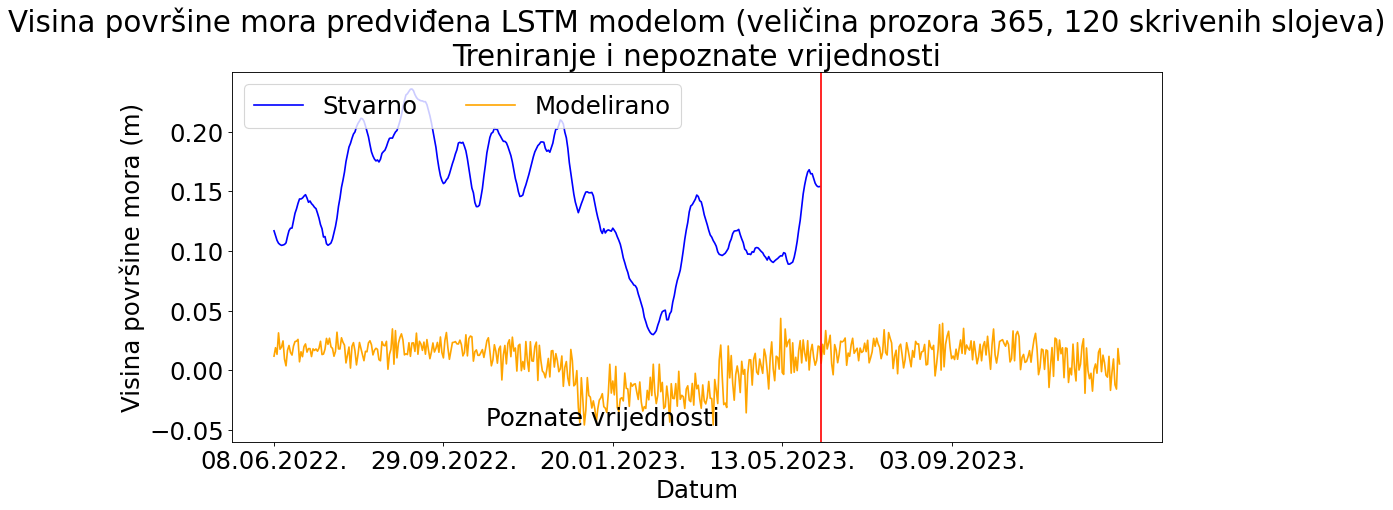 Visina površine mora predviđena LSTM modelom (veličina prozora 365, 120 skrivenih slojeva)
Treniranje i nepoznate vrijednosti
Stvarno
Modelirano
Visina površine mora (m)
0.20
0.15
0.10
0.05
0.00
−0.05
Poznate vrijednosti
08.06.2022.
29.09.2022.
20.01.2023.
13.05.2023.
03.09.2023.
Datum